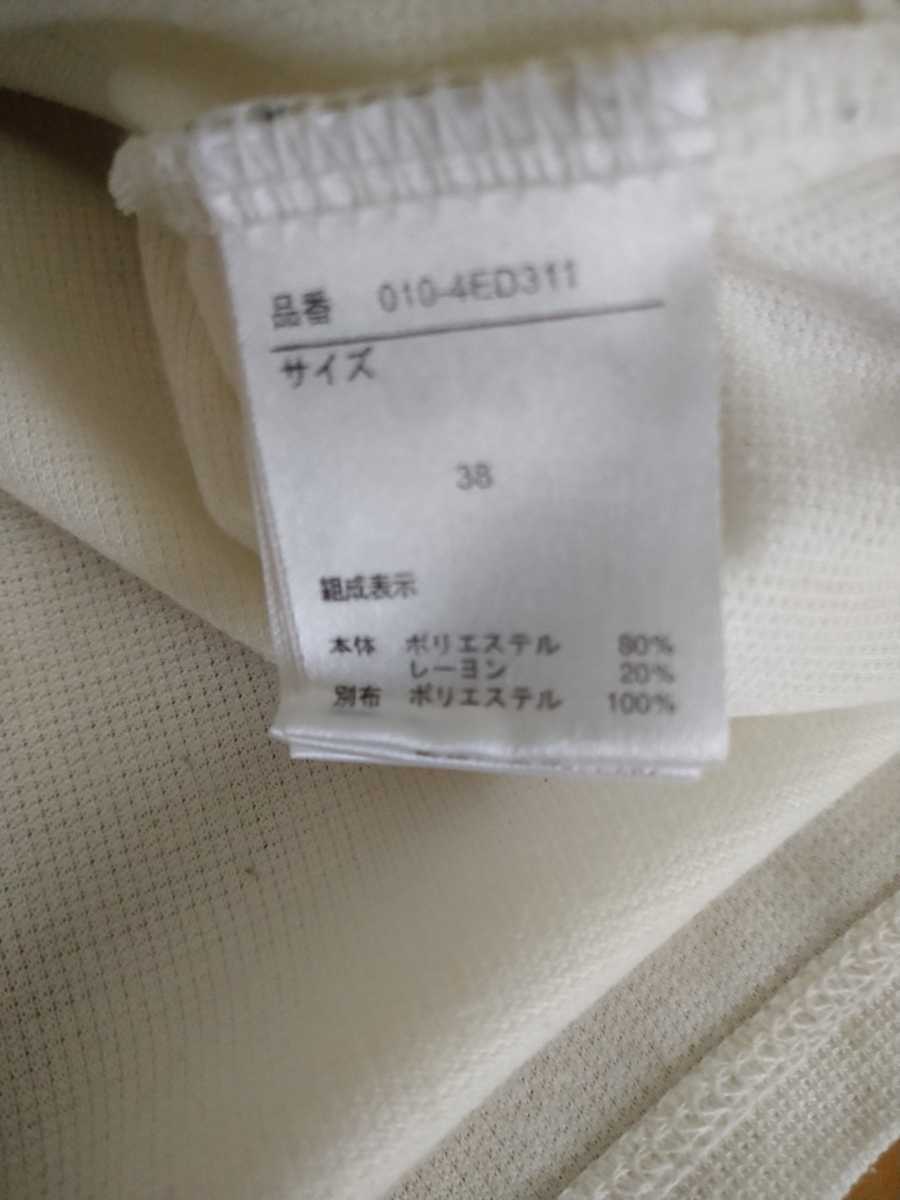 品番 010-4ED311
サイズ
38
組成表示
本体 ポリエステル 80%
レーヨン 20%
別布 ポリエステル 100%